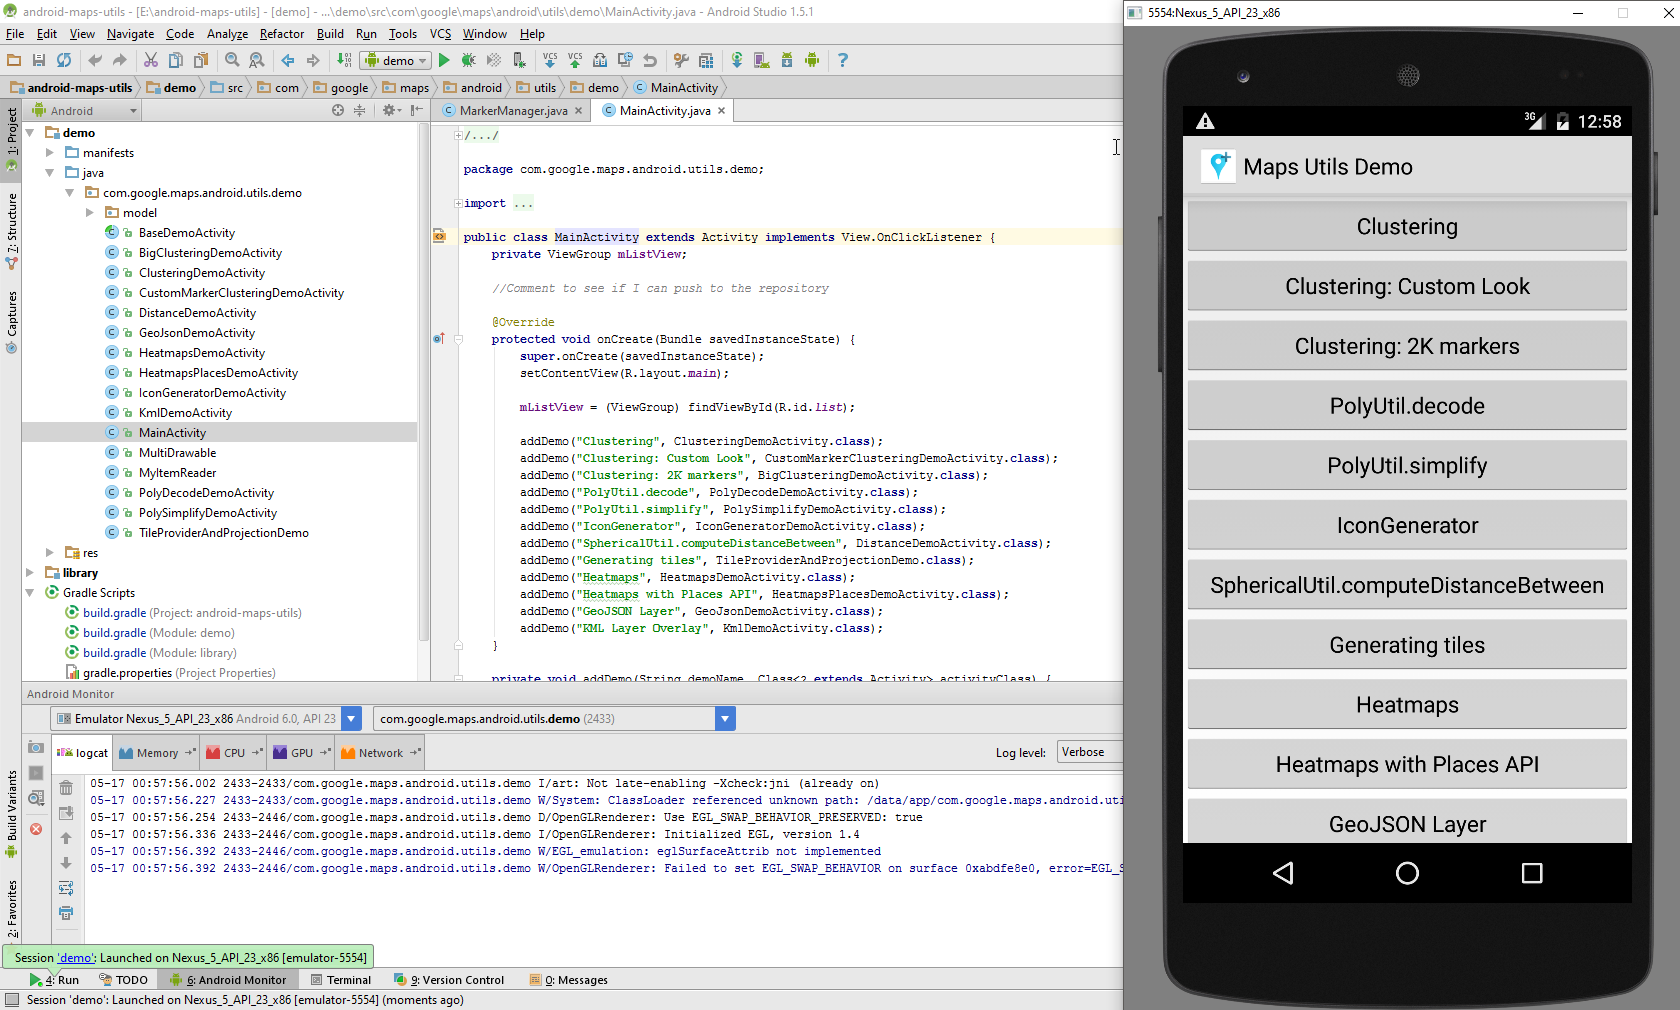 android-maps-utils - [E:\android-maps-utils] - [demo] - ...\demo\src\com\google\maps\android\utils\demo\MainActivity.java - Android Studio 1.5.1
File Edit View Navigate Code Analyze Refactor Build Run Tools VCS Window Help
demo
android-maps-utils demo src com google maps android utils demo MainActivity
Android
MarkerManager.java MainActivity.java
1: Project
7: Structure
Captures
Build Variants
2: Favorites
demo
manifests
java
com.google.maps.android.utils.demo
model
BaseDemoActivity
BigClusteringDemoActivity
ClusteringDemoActivity
CustomMarkerClusteringDemoActivity
DistanceDemoActivity
GeoJsonDemoActivity
HeatmapsDemoActivity
HeatmapsPlacesDemoActivity
IconGeneratorDemoActivity
KmlDemoActivity
MainActivity
MultiDrawable
MyItemReader
PolyDecodeDemoActivity
PolySimplifyDemoActivity
TileProviderAndProjectionDemo
res
library
Gradle Scripts
build.gradle (Project: android-maps-utils)
build.gradle (Module: demo)
build.gradle (Module: library)
gradle.properties (Project Properties)
/.../
package com.google.maps.android.utils.demo;
import ...
public class MainActivity extends Activity implements View.OnClickListener {
private ViewGroup mListView;
//Comment to see if I can push to the repository
@Override
protected void onCreate(Bundle savedInstanceState) {
super.onCreate(savedInstanceState);
setContentView(R.layout.main);
mListView = (ViewGroup) findViewById(R.id.list);
addDemo("Clustering", ClusteringDemoActivity.class);
addDemo("Clustering: Custom Look", CustomMarkerClusteringDemoActivity.class);
addDemo("Clustering: 2K markers", BigClusteringDemoActivity.class);
addDemo("PolyUtil.decode", PolyDecodeDemoActivity.class);
addDemo("PolyUtil.simplify", PolySimplifyDemoActivity.class);
addDemo("IconGenerator", IconGeneratorDemoActivity.class);
addDemo("SphericalUtil.computeDistanceBetween", DistanceDemoActivity.class);
addDemo("Generating tiles", TileProviderAndProjectionDemo.class);
addDemo("Heatmaps", HeatmapsDemoActivity.class);
addDemo("Heatmaps with Places API", HeatmapsPlacesDemoActivity.class);
addDemo("GeoJSON Layer", GeoJsonDemoActivity.class);
addDemo("KML Layer Overlay", KmlDemoActivity.class);
}
private void addDemo(String demoName, Class<? extends Activity> activityClass) {
Android Monitor
Emulator Nexus_5_API_23_x86 Android 6.0, API 23
com.google.maps.android.utils.demo (2433)
logcat Memory CPU GPU Network
Log level: Verbose
05-17 00:57:56.002 2433-2433/com.google.maps.android.utils.demo I/art: Not late-enabling -Xcheck:jni (already on)
05-17 00:57:56.227 2433-2433/com.google.maps.android.utils.demo W/System: ClassLoader referenced unknown path: /data/app/com.google.maps.android.uti
05-17 00:57:56.254 2433-2446/com.google.maps.android.utils.demo D/OpenGLRenderer: Use EGL_SWAP_BEHAVIOR_PRESERVED: true
05-17 00:57:56.336 2433-2446/com.google.maps.android.utils.demo I/OpenGLRenderer: Initialized EGL, version 1.4
05-17 00:57:56.392 2433-2446/com.google.maps.android.utils.demo W/EGL_emulation: eglSurfaceAttrib not implemented
05-17 00:57:56.392 2433-2446/com.google.maps.android.utils.demo W/OpenGLRenderer: Failed to set EGL_SWAP_BEHAVIOR on surface 0xabdfe8e0, error=EGL_S
Session 'demo': Launched on Nexus_5_API_23_x86 [emulator-5554]
4: Run TODO 6: Android Monitor Terminal 9: Version Control 0: Messages
Session 'demo': Launched on Nexus_5_API_23_x86 [emulator-5554] (moments ago)
5554:Nexus_5_API_23_x86
3G 12:58
Maps Utils Demo
Clustering
Clustering: Custom Look
Clustering: 2K markers
PolyUtil.decode
PolyUtil.simplify
IconGenerator
SphericalUtil.computeDistanceBetween
Generating tiles
Heatmaps
Heatmaps with Places API
GeoJSON Layer